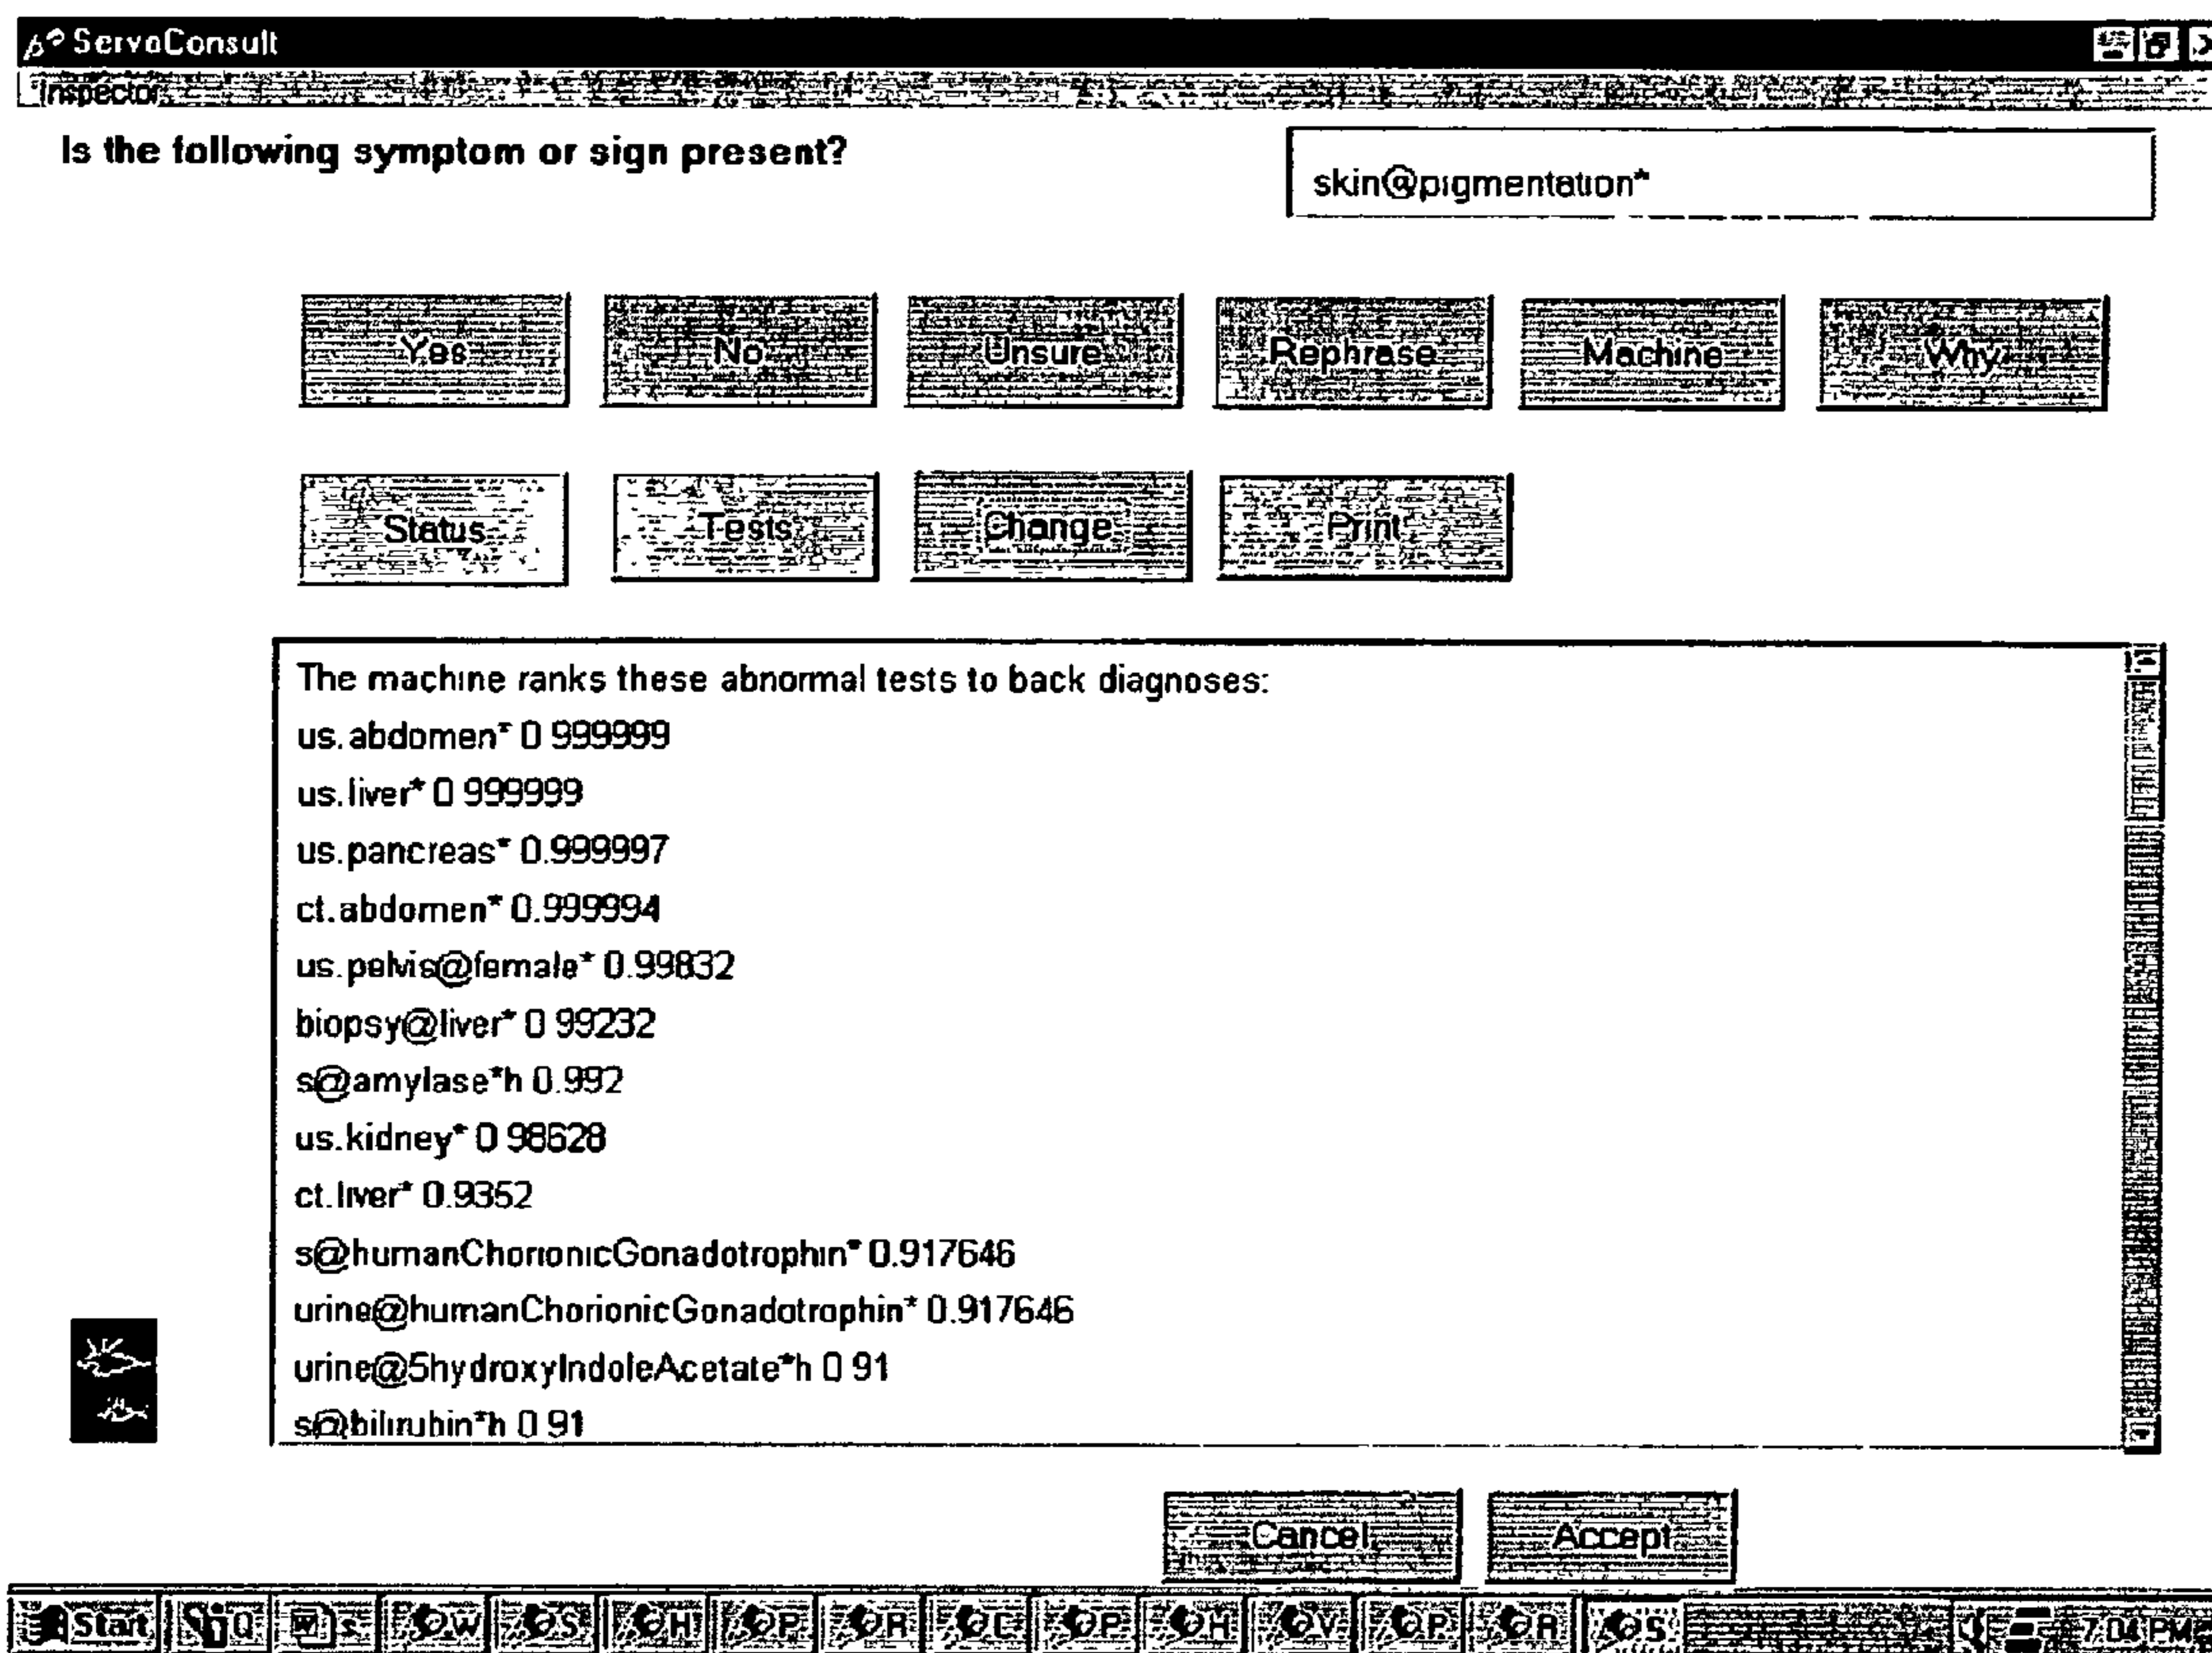 ServoConsult
Inspector
Is the following symptom or sign present?
skin@pigmentation*
Yes No Unsure Rephrase Machine Why
Status Tests Change Print
The machine ranks these abnormal tests to back diagnoses:
us.abdomen* 0 999999
us.liver* 0 999999
us.pancreas* 0.999997
ct.abdomen* 0.999994
us.pelvis@female* 0.99832
biopsy@liver* 0 99232
s@amylase*h 0.992
us.kidney* 0 98628
ct.liver* 0.9352
s@humanChorionicGonadotrophin* 0.917646
urine@humanChorionicGonadotrophin* 0.917646
urine@5hydroxyIndoleAcetate*h 0 91
s@bilirubin*h 0 91
Cancel Accept
Start Q s W S H P R C P H V P A S 7:04 PM